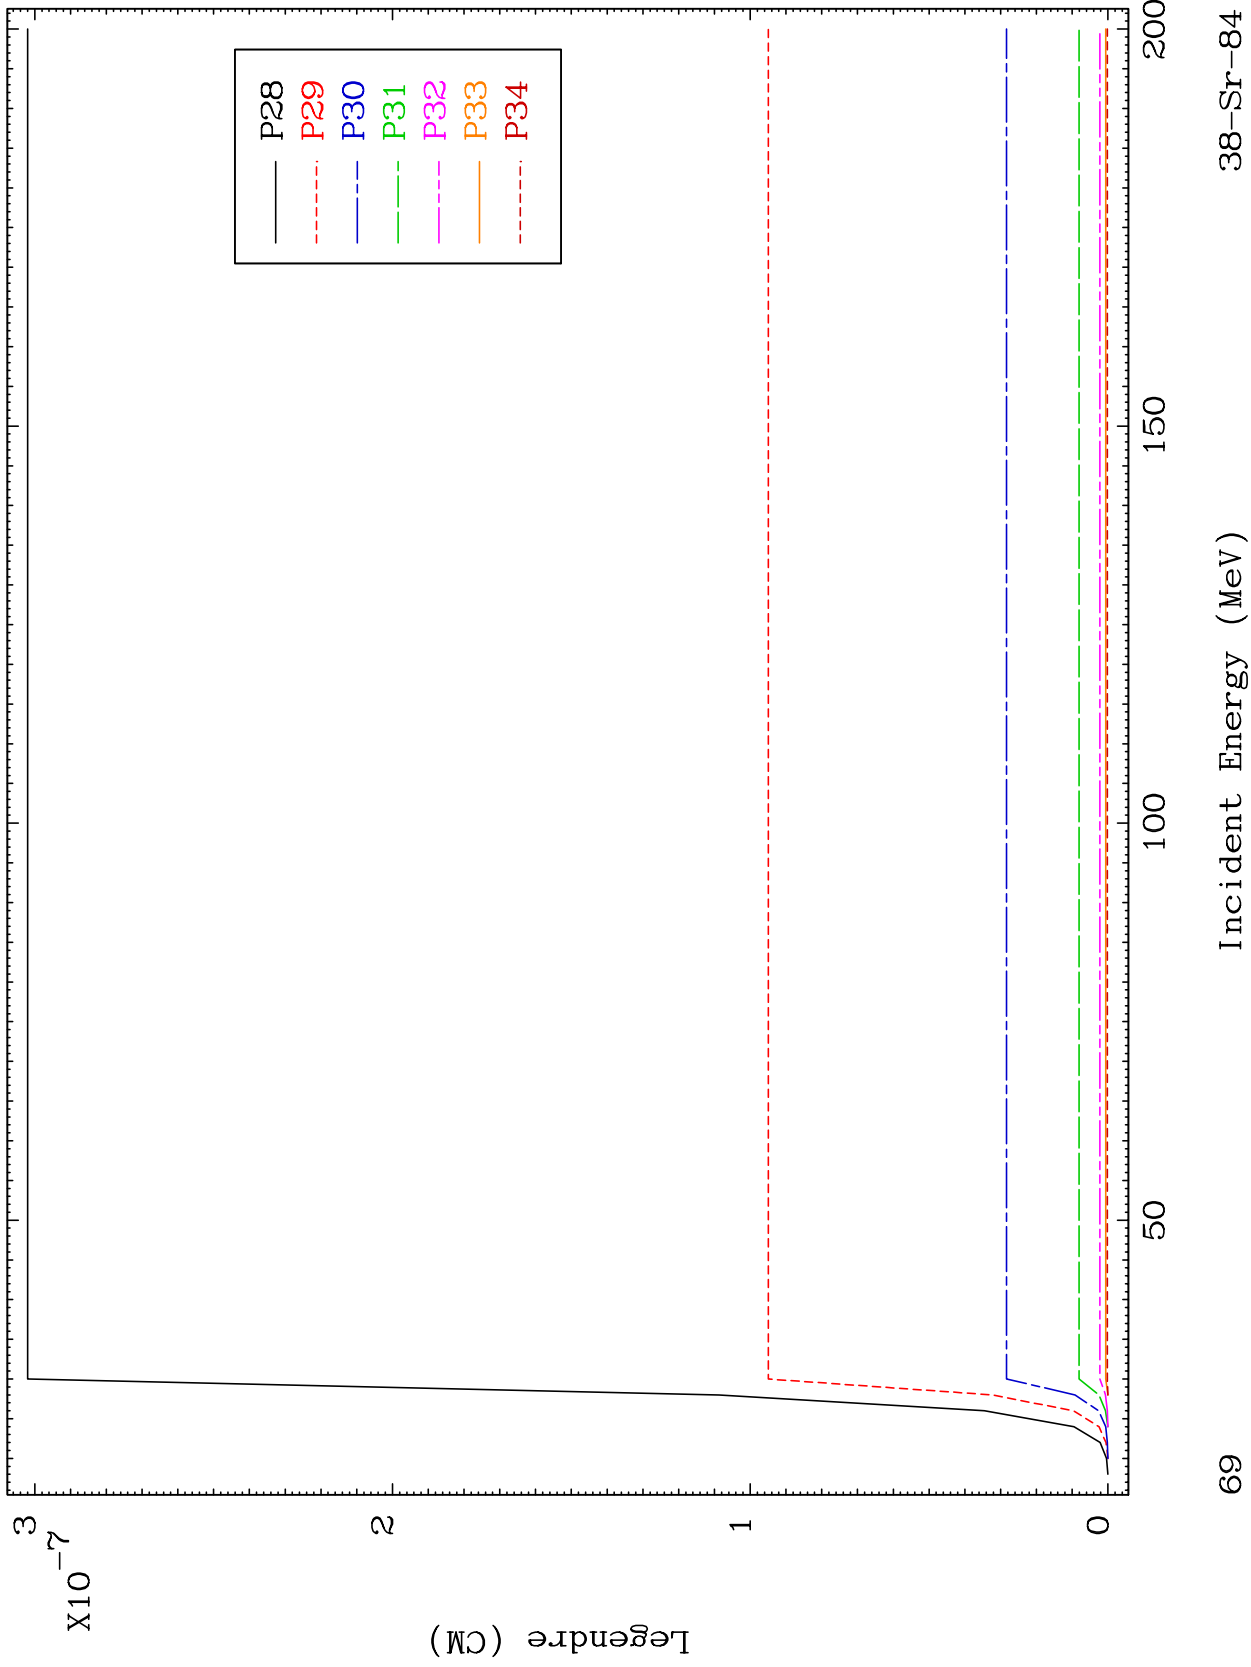 X10-7
3
2
1
0
Legendre (CM)
P28
P29
P30
P31
P32
P33
P34
50
100
150
200
Incident Energy (MeV)
69
38-Sr-84